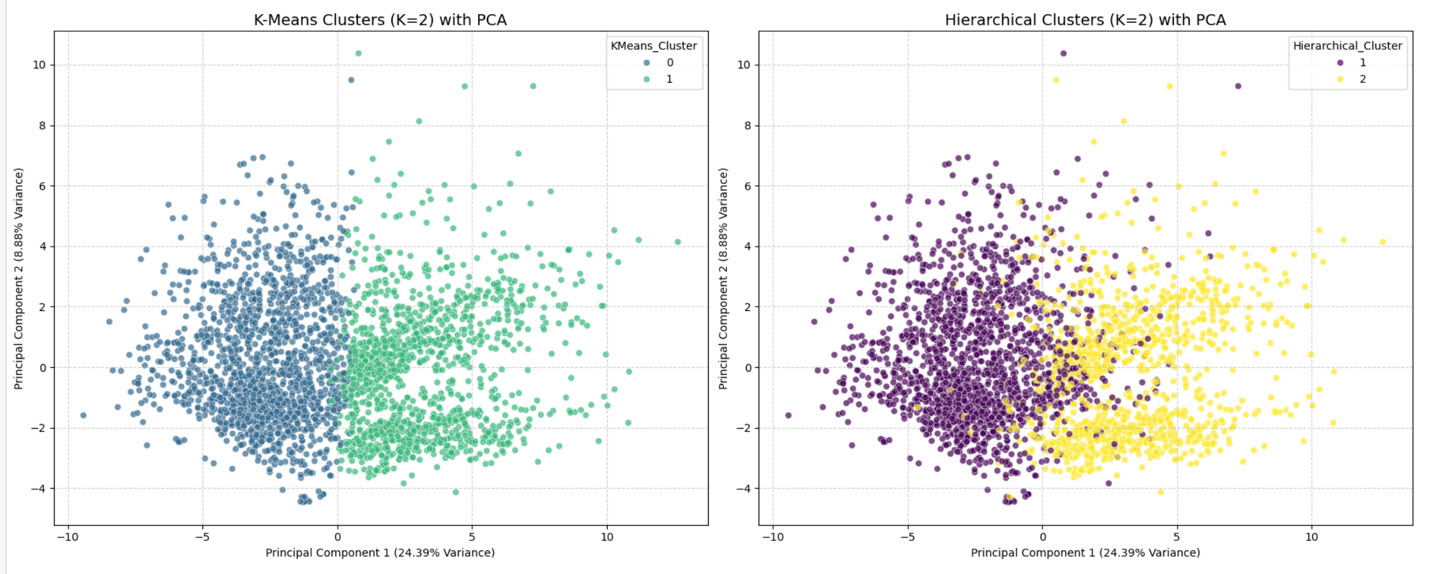 K-Means Clusters (K=2) with PCA
KMeans_Cluster
0
1
10
8
6
4
2
0
−2
−4
Principal Component 2 (8.88% Variance)
−10 −5 0 5 10
Principal Component 1 (24.39% Variance)
Hierarchical Clusters (K=2) with PCA
Hierarchical_Cluster
1
2
10
8
6
4
2
0
−2
−4
Principal Component 2 (8.88% Variance)
−10 −5 0 5 10
Principal Component 1 (24.39% Variance)